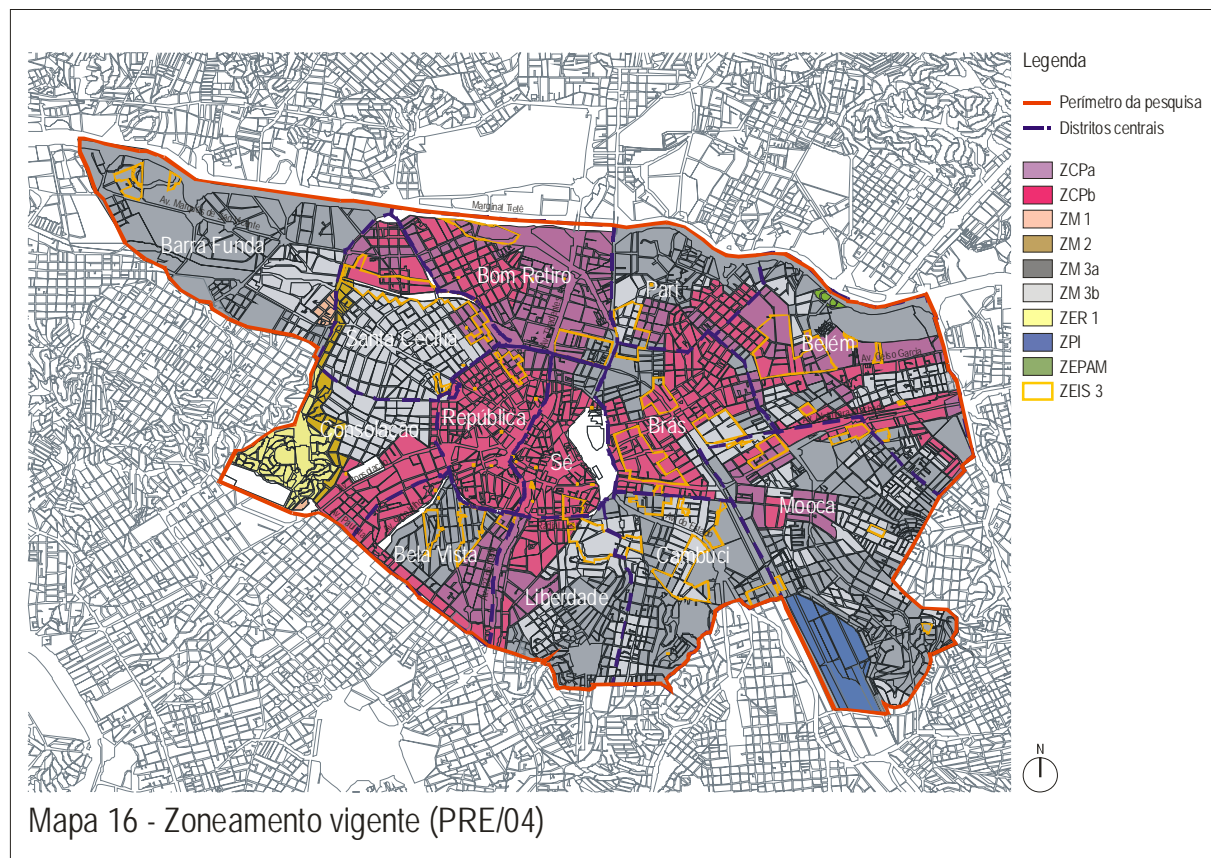 Legenda
Perímetro da pesquisa
Distritos centrais
ZCPa
ZCPb
ZM 1
ZM 2
ZM 3a
ZM 3b
ZER 1
ZPI
ZEPAM
ZEIS 3
Marginal Tietê
Barra Funda
Bom Retiro
Pari
Santa Cecília
Belém
Av. Celso Garcia
República
Consolação
Brás
Sé
Mooca
Bela Vista
Cambuci
Liberdade
N
Mapa 16 - Zoneamento vigente (PRE/04)